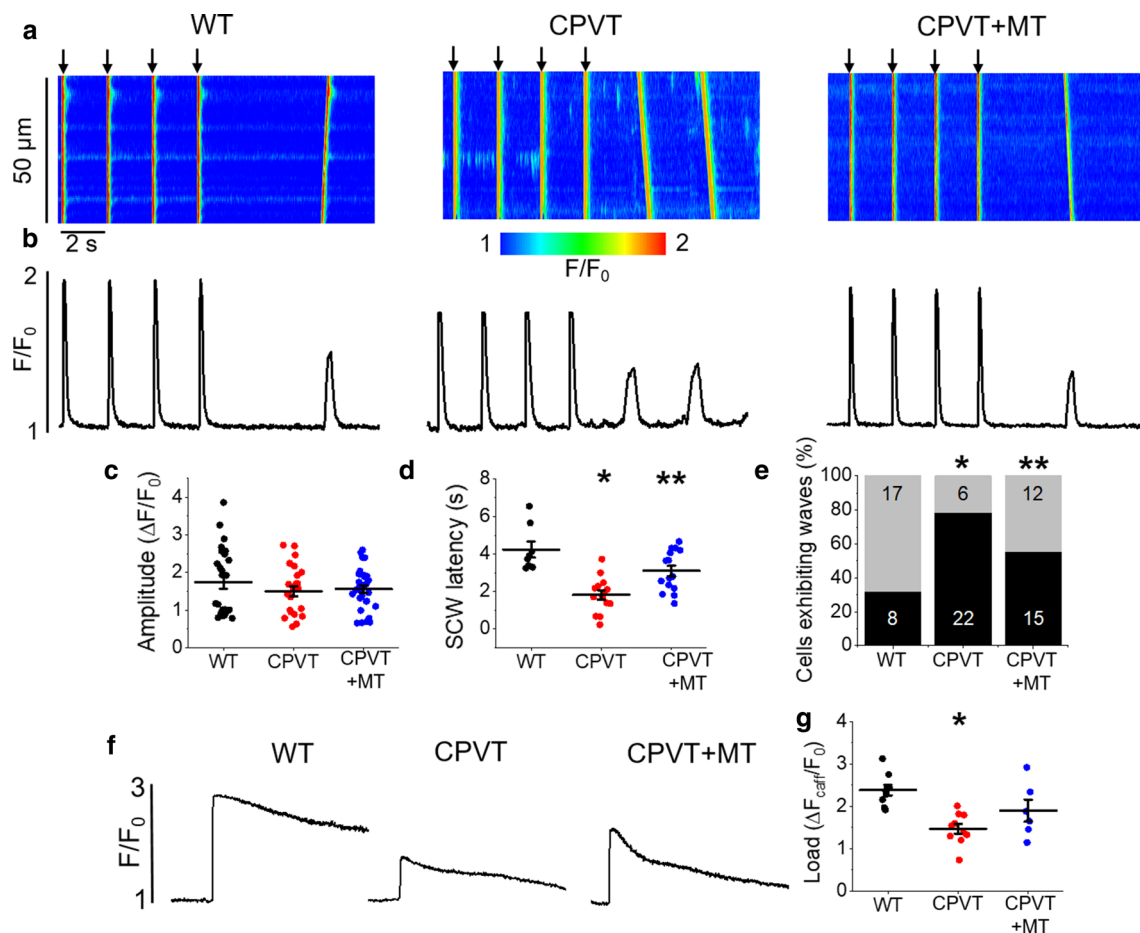 a
WT
CPVT
CPVT+MT
50 µm
2 s
1
2
F/F0
b
2
F/F0
1
c
Amplitude (ΔF/F0)
4
3
2
1
0
WT
CPVT
CPVT
+MT
d
SCW latency (s)
8
6
4
2
0
*
**
WT
CPVT
CPVT
+MT
e
Cells exhibiting waves (%)
100
80
60
40
20
0
*
**
17
6
12
8
22
15
WT
CPVT
CPVT
+MT
f
WT
CPVT
CPVT+MT
3
F/F0
1
g
Load (ΔFcaff/F0)
4
3
2
1
0
*
WT
CPVT
CPVT
+MT